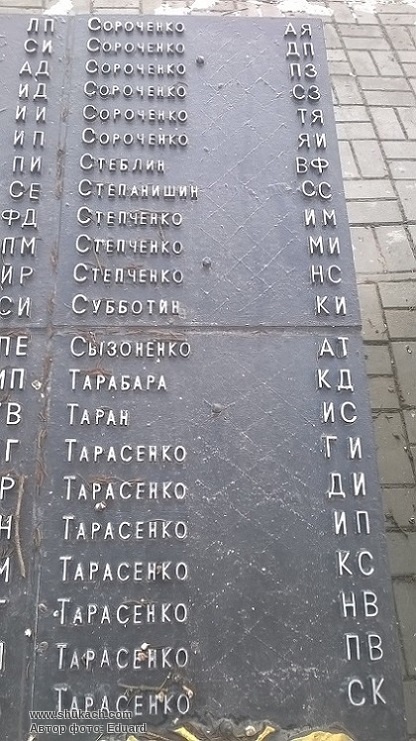 ЛП Сороченко АЯ
СИ Сороченко ДП
АД Сороченко ПЗ
ИД Сороченко СЗ
ИИ Сороченко ТЯ
ИП Сороченко ЯИ
ПИ Стеблин ВФ
СЕ Степанишин СС
ФД Степченко ИМ
ПМ Степченко МИ
ИР Степченко НС
СИ Субботин КИ
ПЕ Сызоненко АТ
ИП Тарабара КД
В Таран ИС
Г Тарасенко ГИ
Р Тарасенко ДИ
Н Тарасенко ИП
Тарасенко КС
Тарасенко НВ
Тарасенко ПВ
Тарасенко СК
www.shukach.com
Автор фото: Eduard